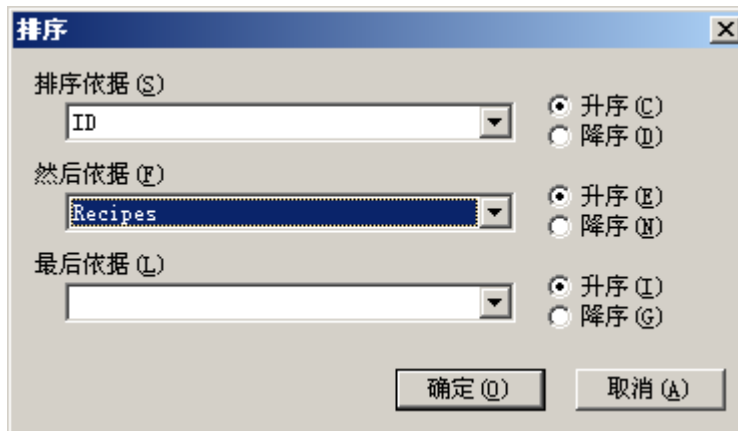 排序
排序依据(S)
ID
升序(C)
降序(D)
然后依据(F)
Recipes
升序(E)
降序(N)
最后依据(L)
升序(I)
降序(G)
确定(O) 取消(A)